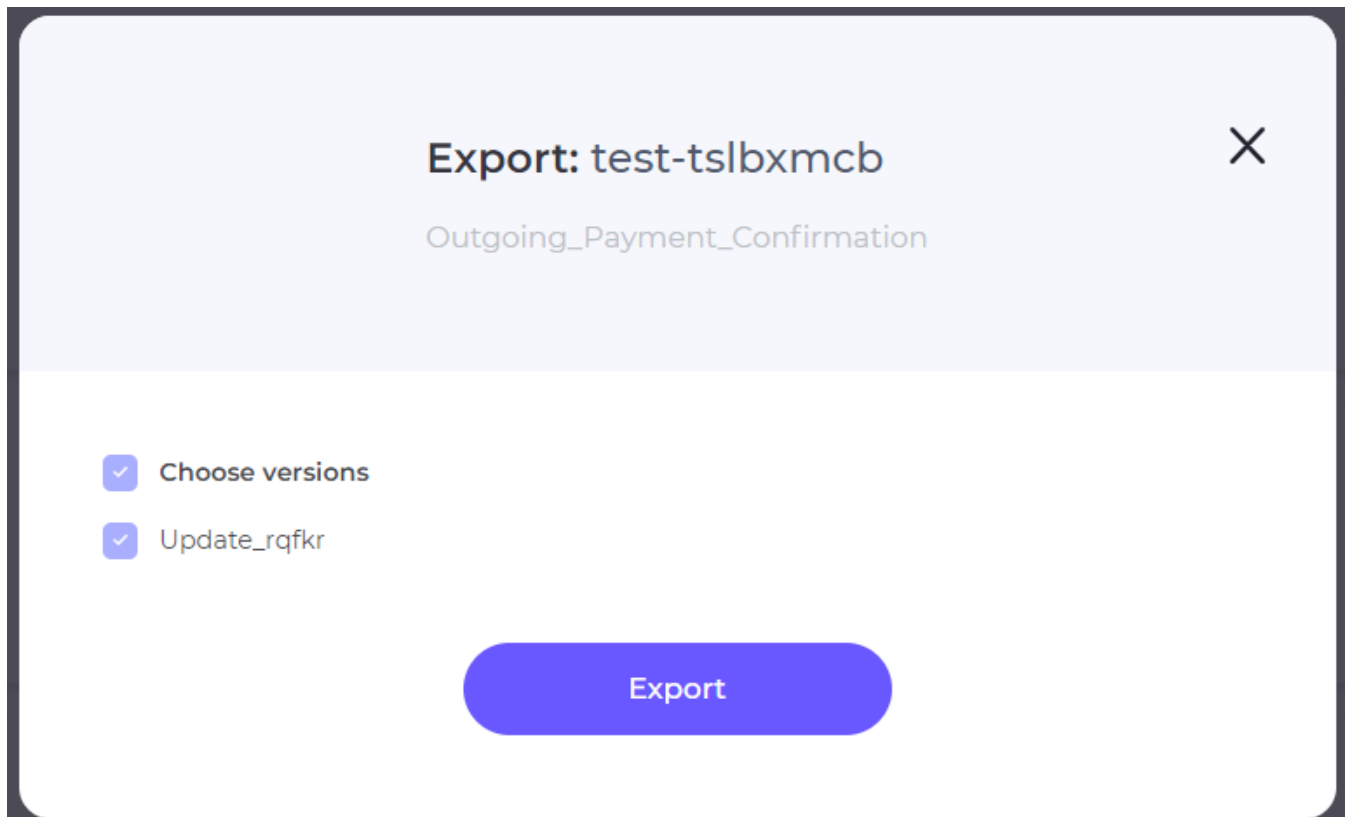 Export: test-tslbxmcb
Outgoing_Payment_Confirmation
Choose versions
Update_rqfkr
Export